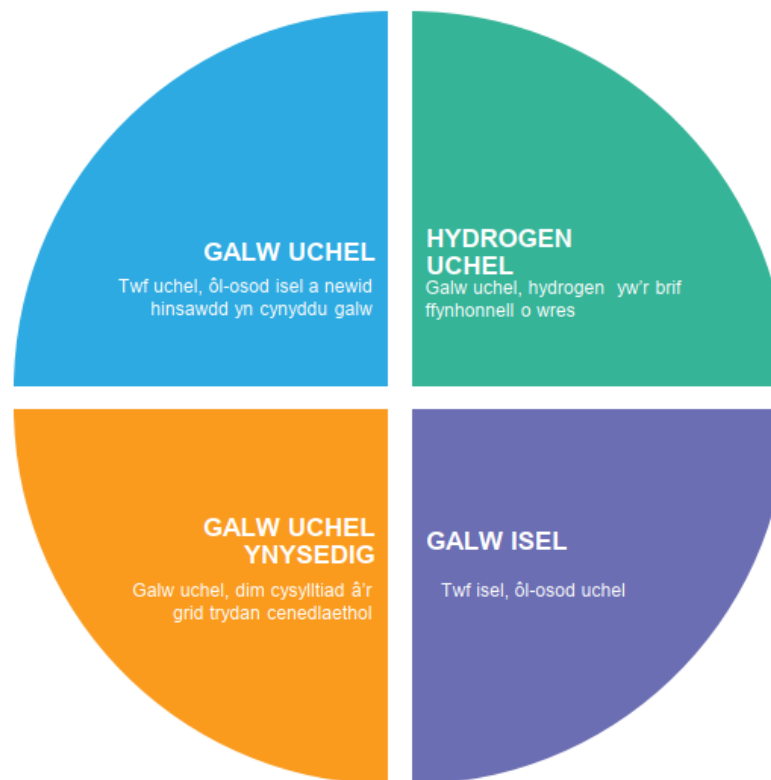 GALW UCHEL
Twf uchel, ôl-osod isel a newid
hinsawdd yn cynyddu galw
HYDROGEN
UCHEL
Galw uchel, hydrogen yw'r brif
ffynhonnell o wres
GALW UCHEL
YNYSEDIG
Galw uchel, dim cysylltiad â'r
grid trydan cenedlaethol
GALW ISEL
Twf isel, ôl-osod uchel